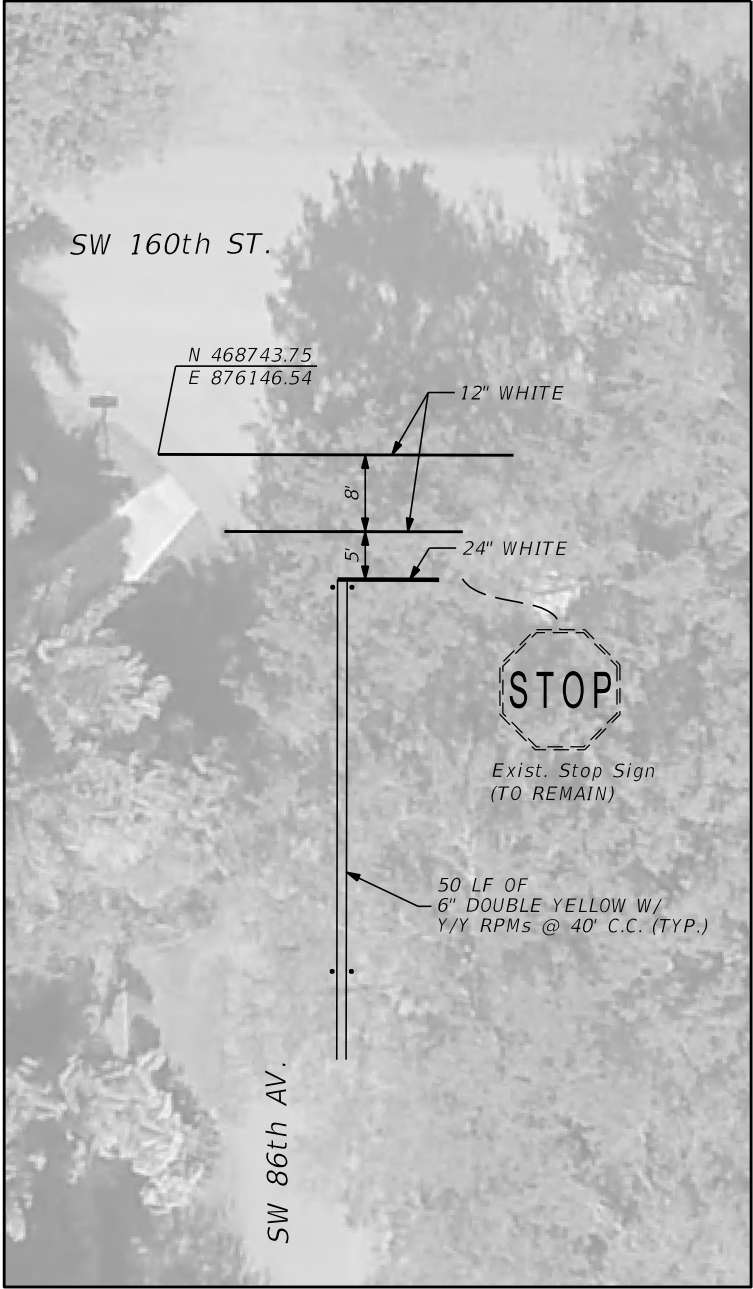 SW 160th ST.
N 468743.75
E 876146.54
12" WHITE
8'
5'
24" WHITE
STOP
Exist. Stop Sign
(TO REMAIN)
50 LF OF
6" DOUBLE YELLOW W/
Y/Y RPMs @ 40' C.C. (TYP.)
SW 86th AV.